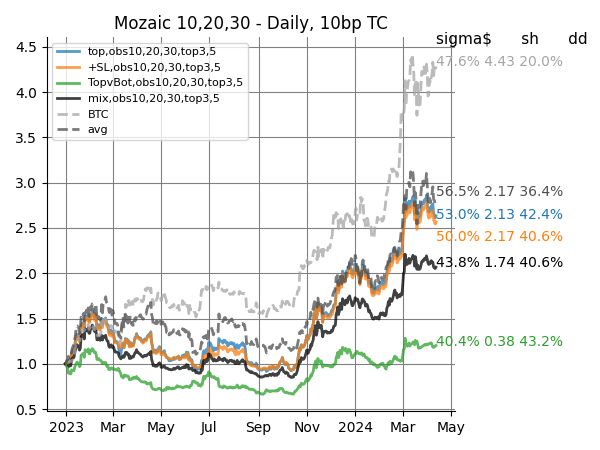 Mozaic 10,20,30 - Daily, 10bp TC
sigma$ sh dd
top,obs10,20,30,top3,5
+SL,obs10,20,30,top3,5
TopvBot,obs10,20,30,top3,5
mix,obs10,20,30,top3,5
BTC
avg
47.6% 4.43 20.0%
56.5% 2.17 36.4%
53.0% 2.13 42.4%
50.0% 2.17 40.6%
43.8% 1.74 40.6%
40.4% 0.38 43.2%
4.5
4.0
3.5
3.0
2.5
2.0
1.5
1.0
0.5
2023 Mar May Jul Sep Nov 2024 Mar May